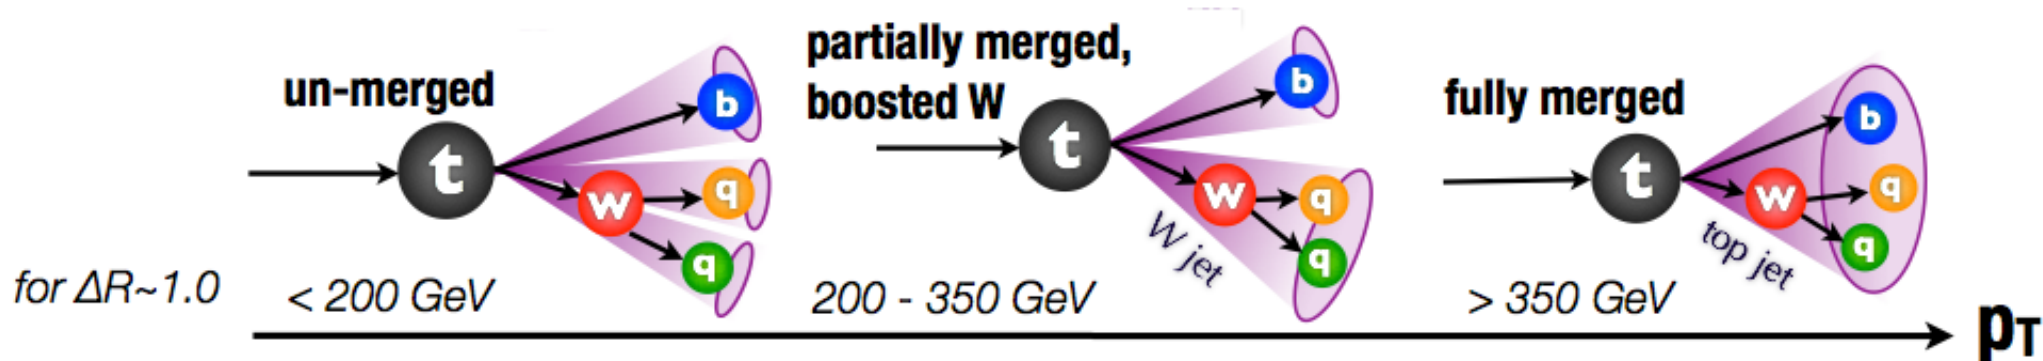 un-merged
t
b
w
q
q
partially merged,
boosted W
t
b
w
q
q
W jet
fully merged
t
b
w
q
q
top jet
for ΔR~1.0
< 200 GeV
200 - 350 GeV
> 350 GeV
pT